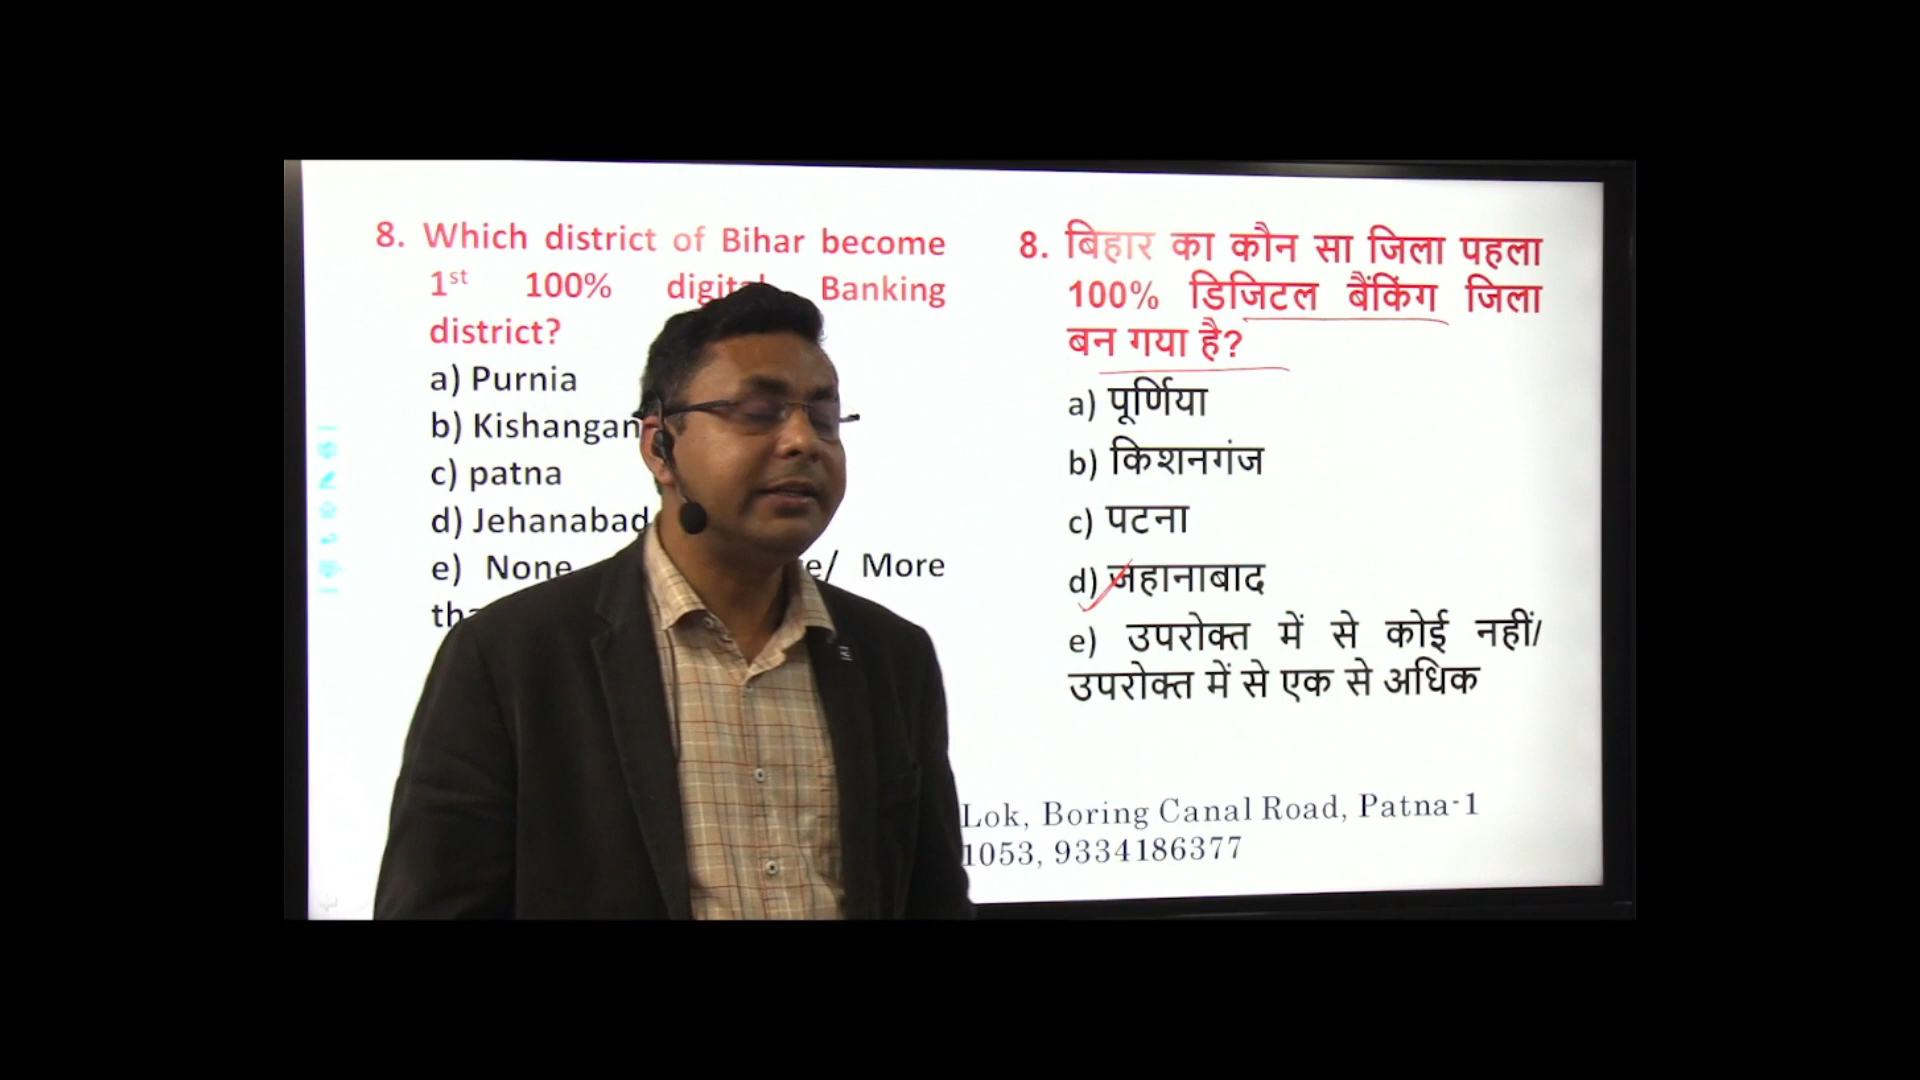 8. Which district of Bihar become
1st 100% digital Banking
district?
a) Purnia
b) Kishangan
c) patna
d) Jehanabad
e) None e/ More
th
8. बिहार का कौन सा जिला पहला
100% डिजिटल बैंकिंग जिला
बन गया है?
a) पूर्णिया
b) किशनगंज
c) पटना
d) जहानाबाद
e) उपरोक्त में से कोई नहीं/
उपरोक्त में से एक से अधिक
Lok, Boring Canal Road, Patna-1
1053, 9334186377